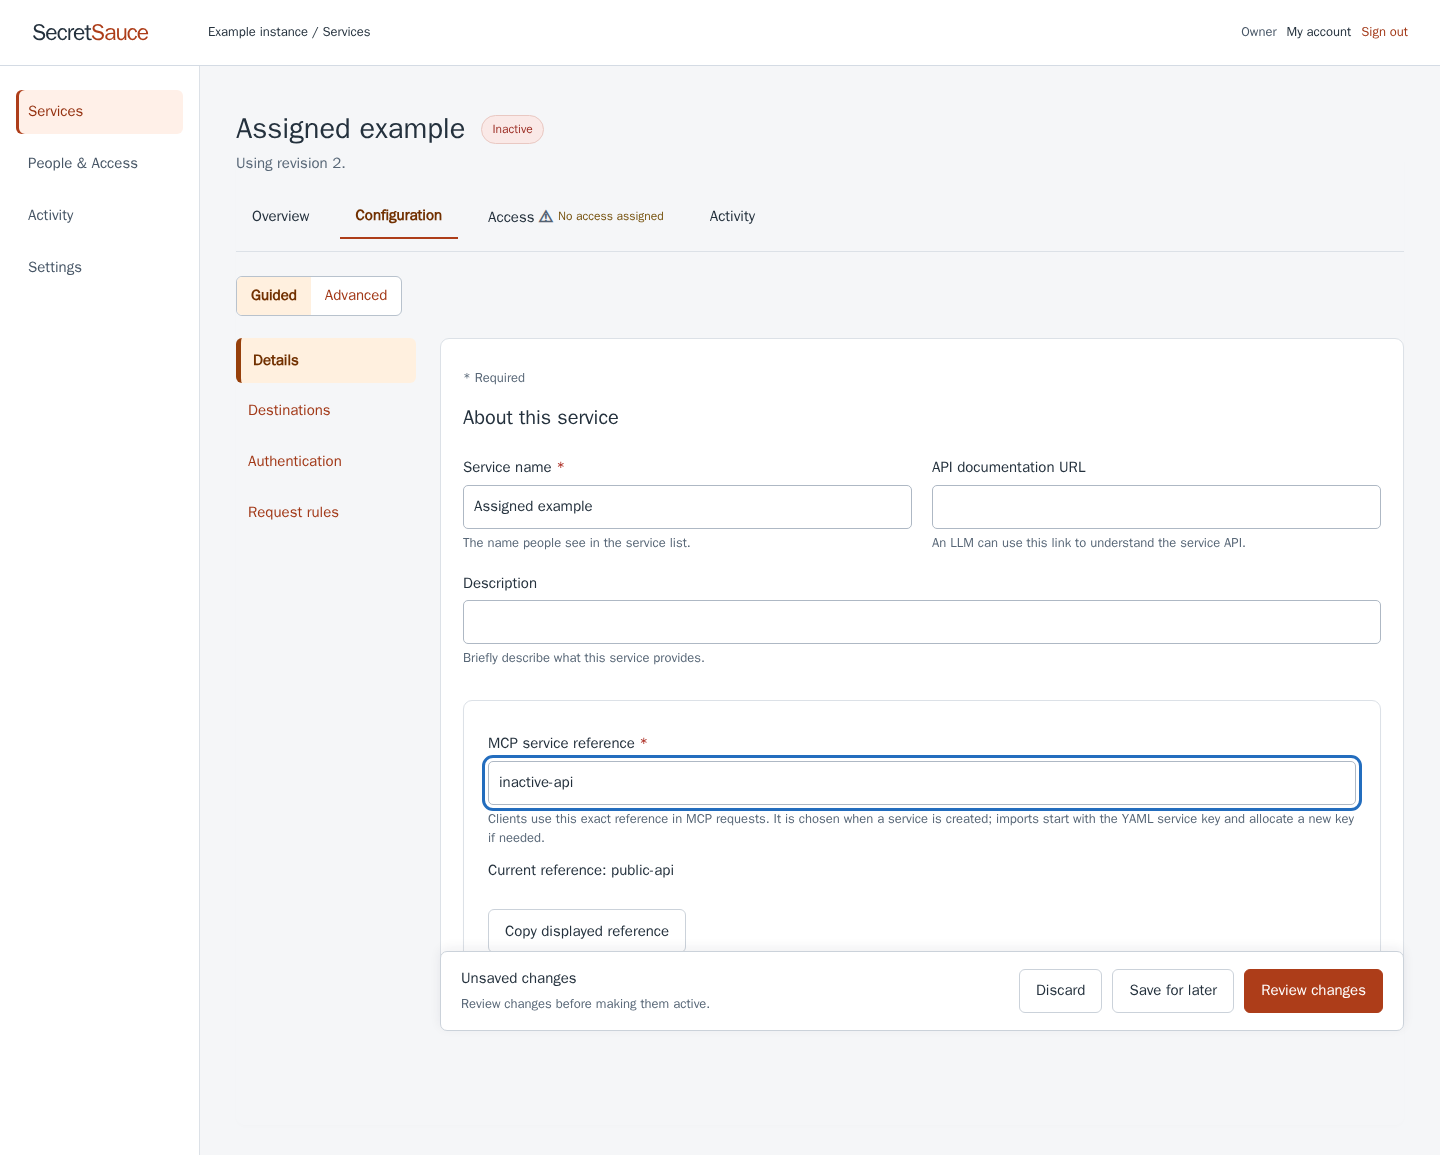 SecretSauce
Example instance / Services
Owner My account Sign out
Services
People & Access
Activity
Settings
Assigned example Inactive
Using revision 2.
Overview Configuration Access No access assigned Activity
Guided Advanced
Details
Destinations
Authentication
Request rules
* Required
About this service
Service name *
Assigned example
The name people see in the service list.
API documentation URL
An LLM can use this link to understand the service API.
Description
Briefly describe what this service provides.
MCP service reference *
inactive-api
Clients use this exact reference in MCP requests. It is chosen when a service is created; imports start with the YAML service key and allocate a new key
if needed.
Current reference: public-api
Copy displayed reference
Unsaved changes
Review changes before making them active.
Discard Save for later Review changes